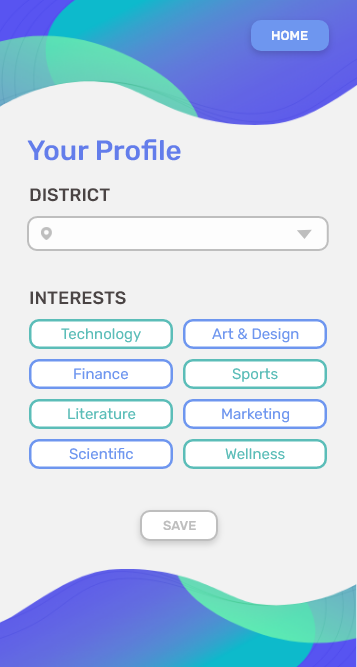 HOME
Your Profile
DISTRICT
INTERESTS
Technology
Art & Design
Finance
Sports
Literature
Marketing
Scientific
Wellness
SAVE